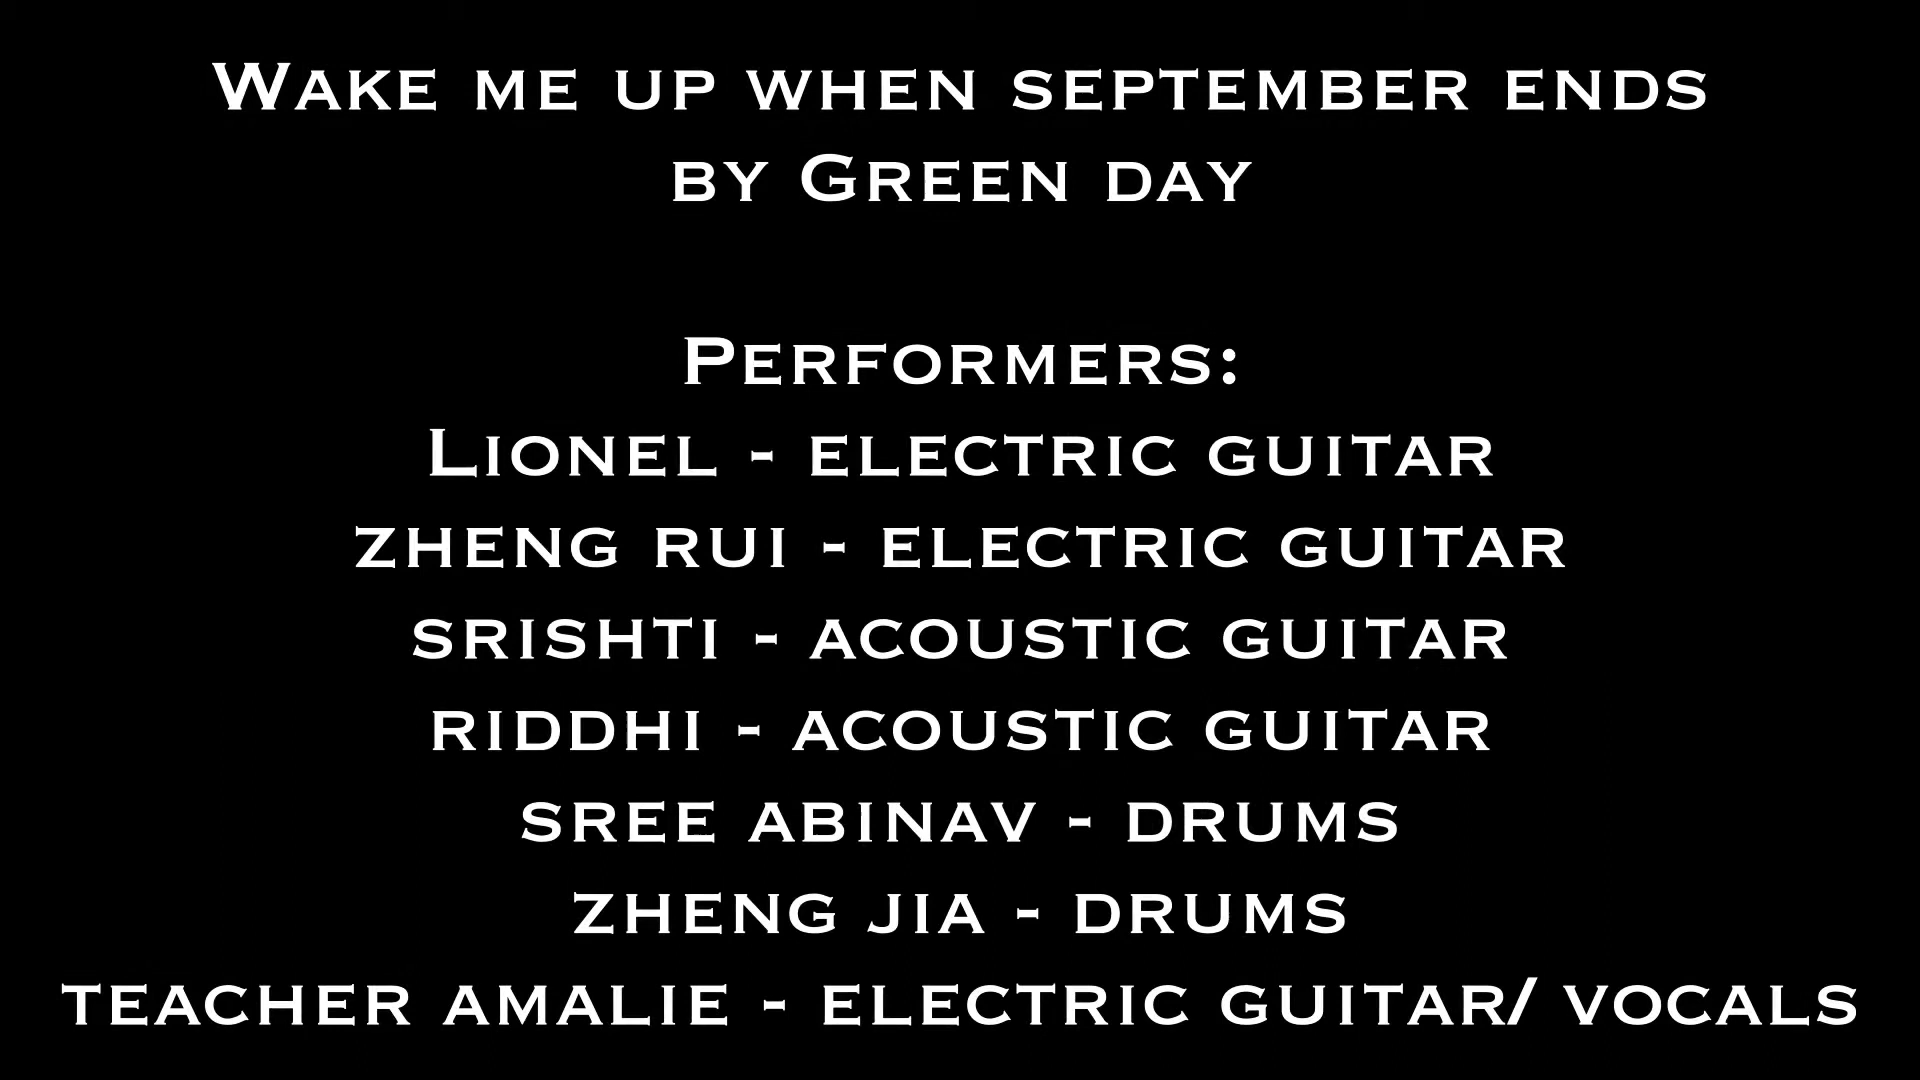 Wake me up when september ends
by Green day
Performers:
Lionel - electric guitar
zheng rui - electric guitar
srishti - acoustic guitar
riddhi - acoustic guitar
sree abinav - drums
zheng jia - drums
teacher amalie - electric guitar/ vocals